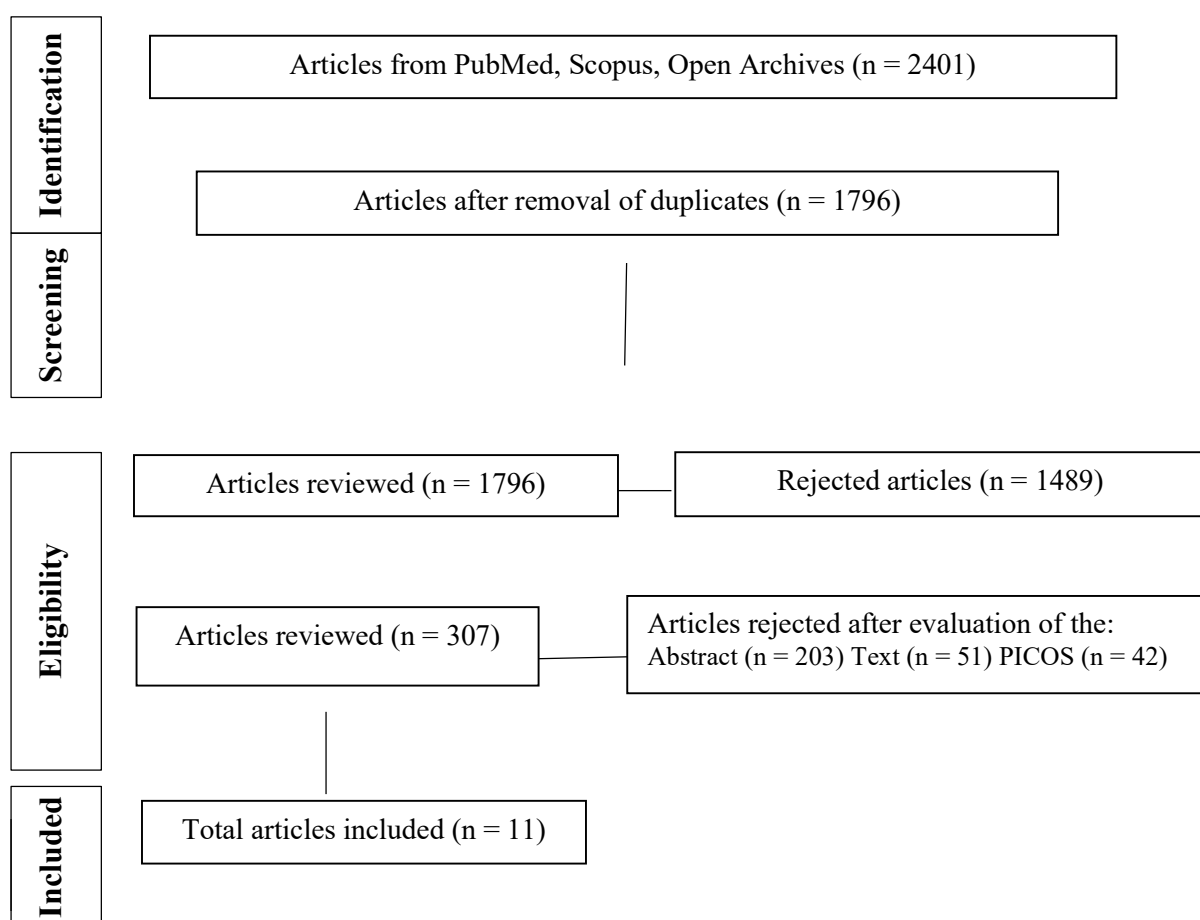 Identification
Articles from PubMed, Scopus, Open Archives (n = 2401)
Articles after removal of duplicates (n = 1796)
Screening
Eligibility
Articles reviewed (n = 1796)
Rejected articles (n = 1489)
Articles reviewed (n = 307)
Articles rejected after evaluation of the:
Abstract (n = 203) Text (n = 51) PICOS (n = 42)
Included
Total articles included (n = 11)